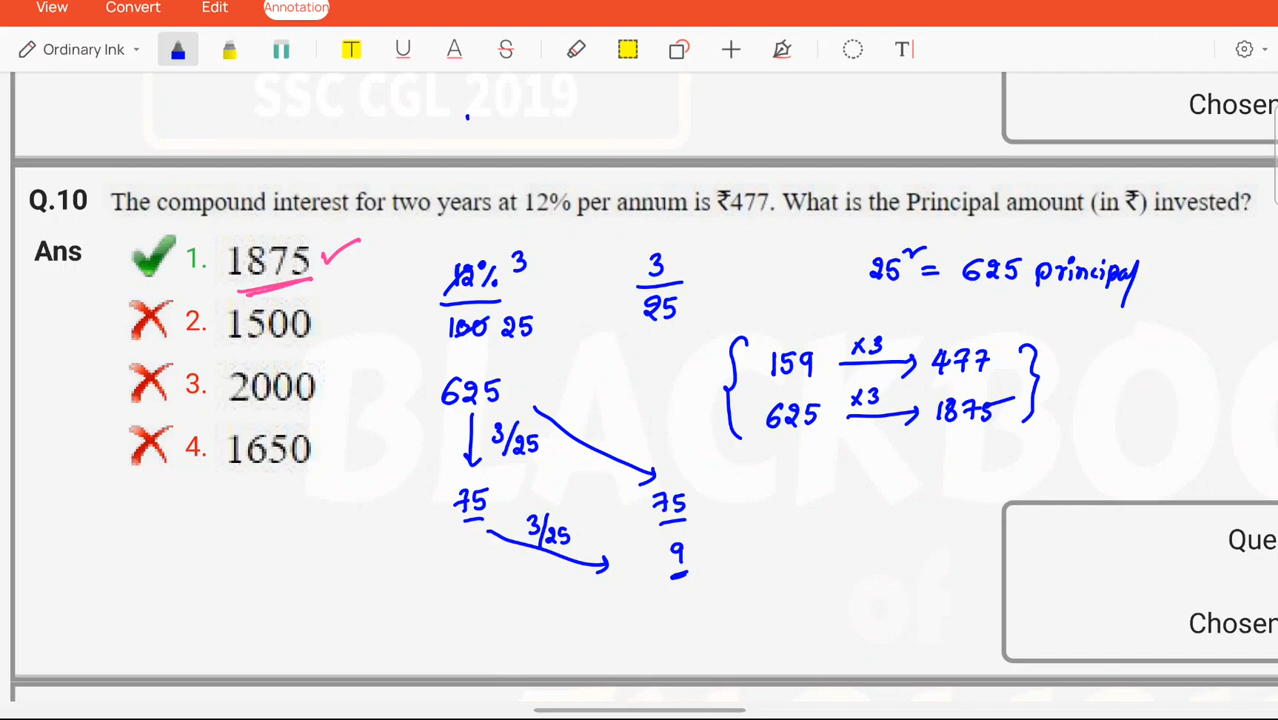 View Convert Edit Annotation
Ordinary Ink T U A S T
SSC CGL 2019
Chosen
Q.10 The compound interest for two years at 12% per annum is ₹477. What is the Principal amount (in ₹) invested?
Ans 1. 1875
2. 1500
3. 2000
4. 1650
12% 3
100 25
3
25
25² = 625 principal
159 ×3 → 477
625 ×3 → 1875
625
3/25
75
3/25
75
9
BLACKBOO
of
Que
Chosen